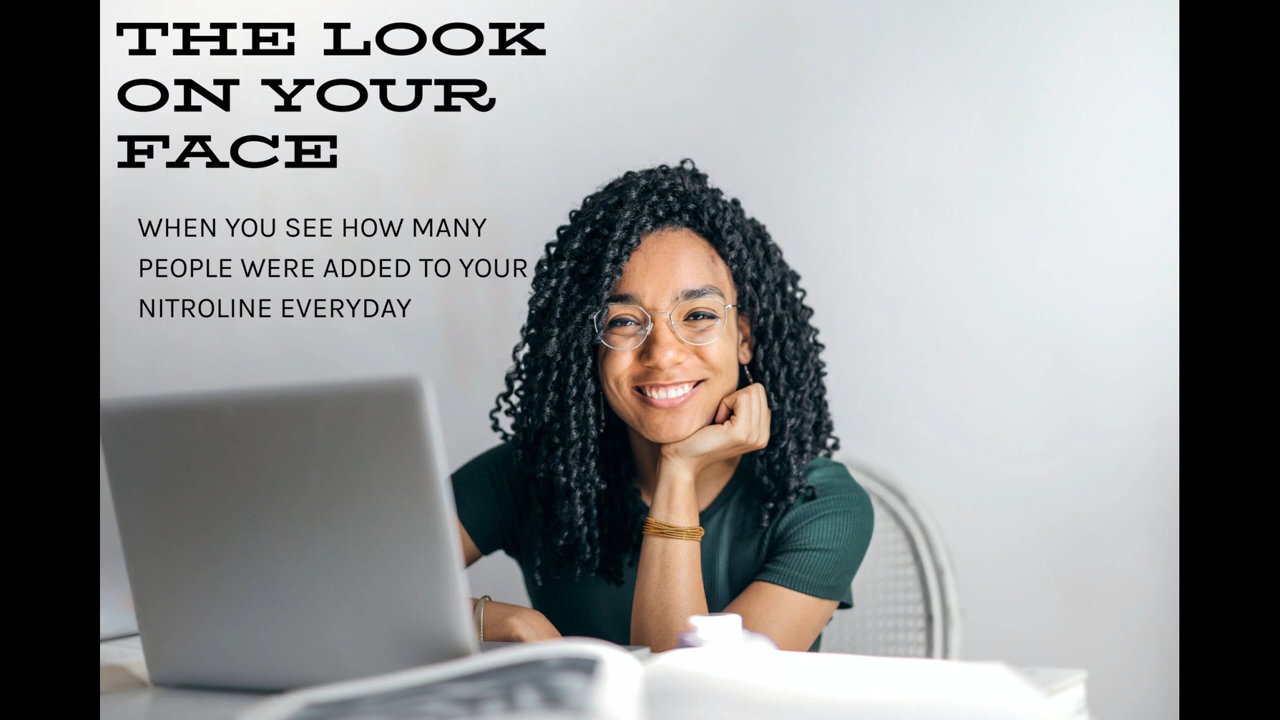 THE LOOK
ON YOUR
FACE
WHEN YOU SEE HOW MANY
PEOPLE WERE ADDED TO YOUR
NITROLINE EVERYDAY